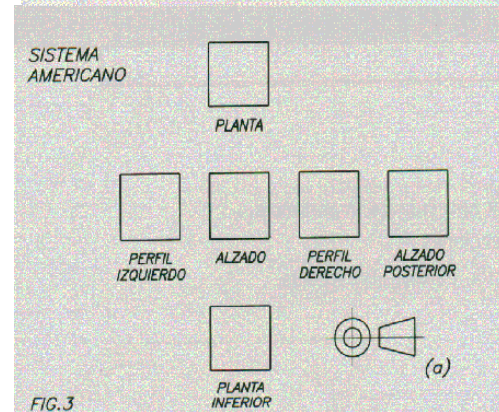 SISTEMA
AMERICANO
PLANTA
PERFIL
IZQUIERDO
ALZADO
PERFIL
DERECHO
ALZADO
POSTERIOR
(a)
PLANTA
INFERIOR
FIG.3